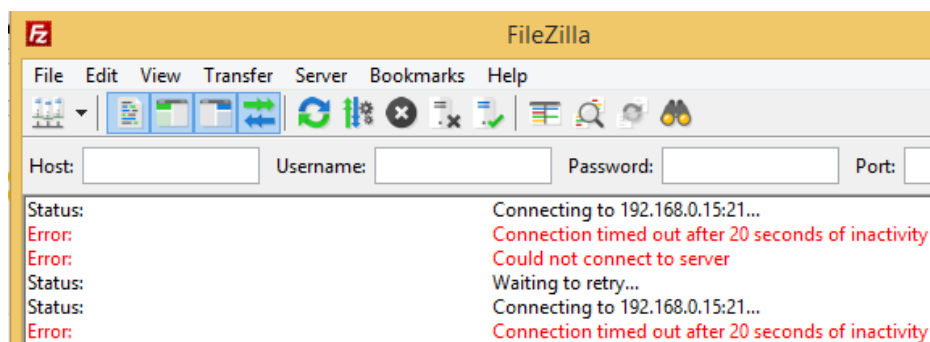 Fz
FileZilla
File Edit View Transfer Server Bookmarks Help
Host: Username: Password: Port:
Status: Connecting to 192.168.0.15:21...
Error: Connection timed out after 20 seconds of inactivity
Error: Could not connect to server
Status: Waiting to retry...
Status: Connecting to 192.168.0.15:21...
Error: Connection timed out after 20 seconds of inactivity